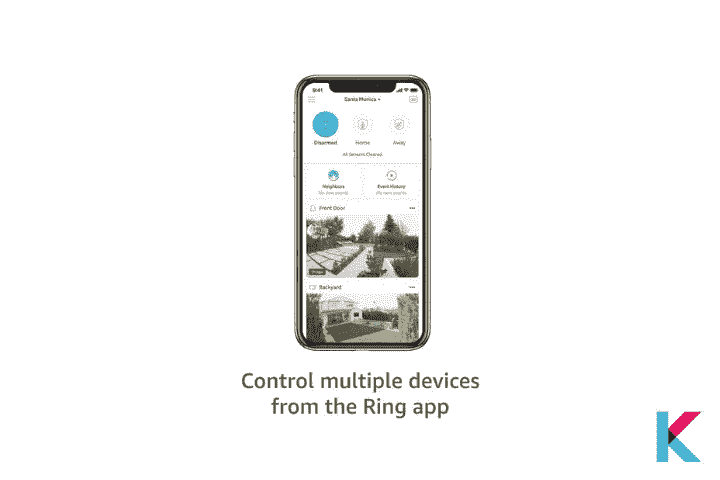 9:41
Santa Monica
Disarmed
Home
Away
All Sensors Cleared
Neighbors
Event History
Front Door
Backyard
Control multiple devices
from the Ring app
K